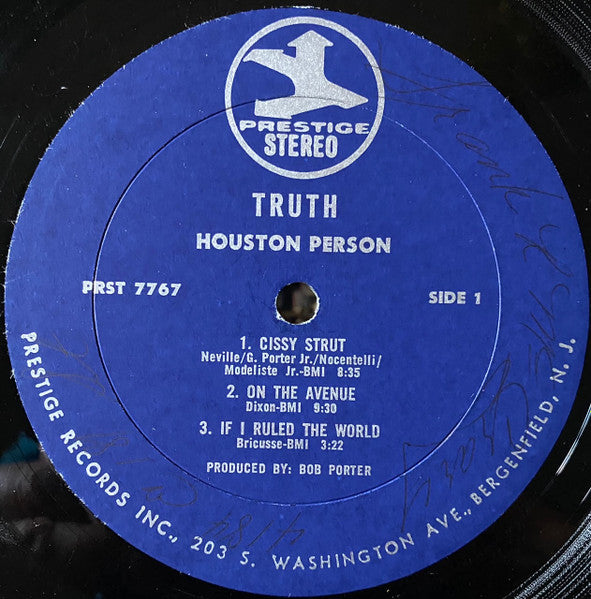 PRESTIGE
STEREO
TRUTH
HOUSTON PERSON
PRST 7767
SIDE 1
1. CISSY STRUT
Neville/G. Porter Jr./Nocentelli/
Modeliste Jr.-BMI 8:35
2. ON THE AVENUE
Dixon-BMI 9:30
3. IF I RULED THE WORLD
Bricusse-BMI 3:22
PRODUCED BY: BOB PORTER
PRESTIGE RECORDS INC., 203 S. WASHINGTON AVE., BERGENFIELD, N. J.